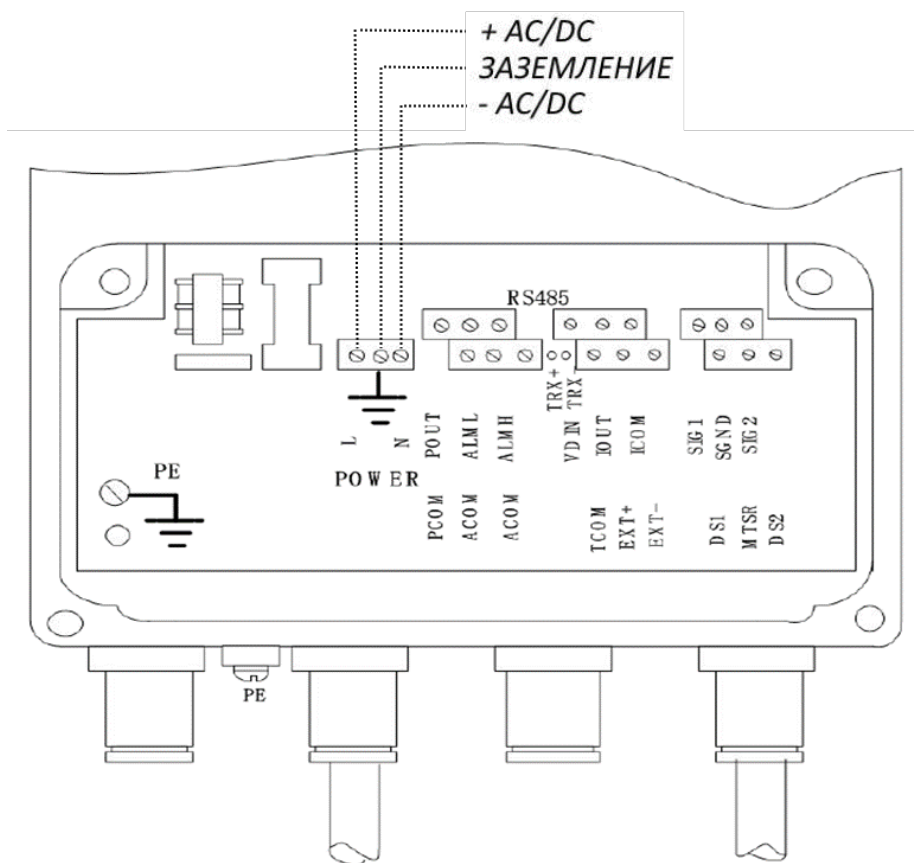 + AC/DC
ЗАЗЕМЛЕНИЕ
- AC/DC
RS485
TRX+
TRX-
L
N
POWER
POUT
ALML
ALMH
VDIN
IOUT
ICOM
SIG1
SGND
SIG2
PE
PCOM
ACOM
ACOM
TCOM
EXT+
EXT-
DS1
MTSR
DS2
PE